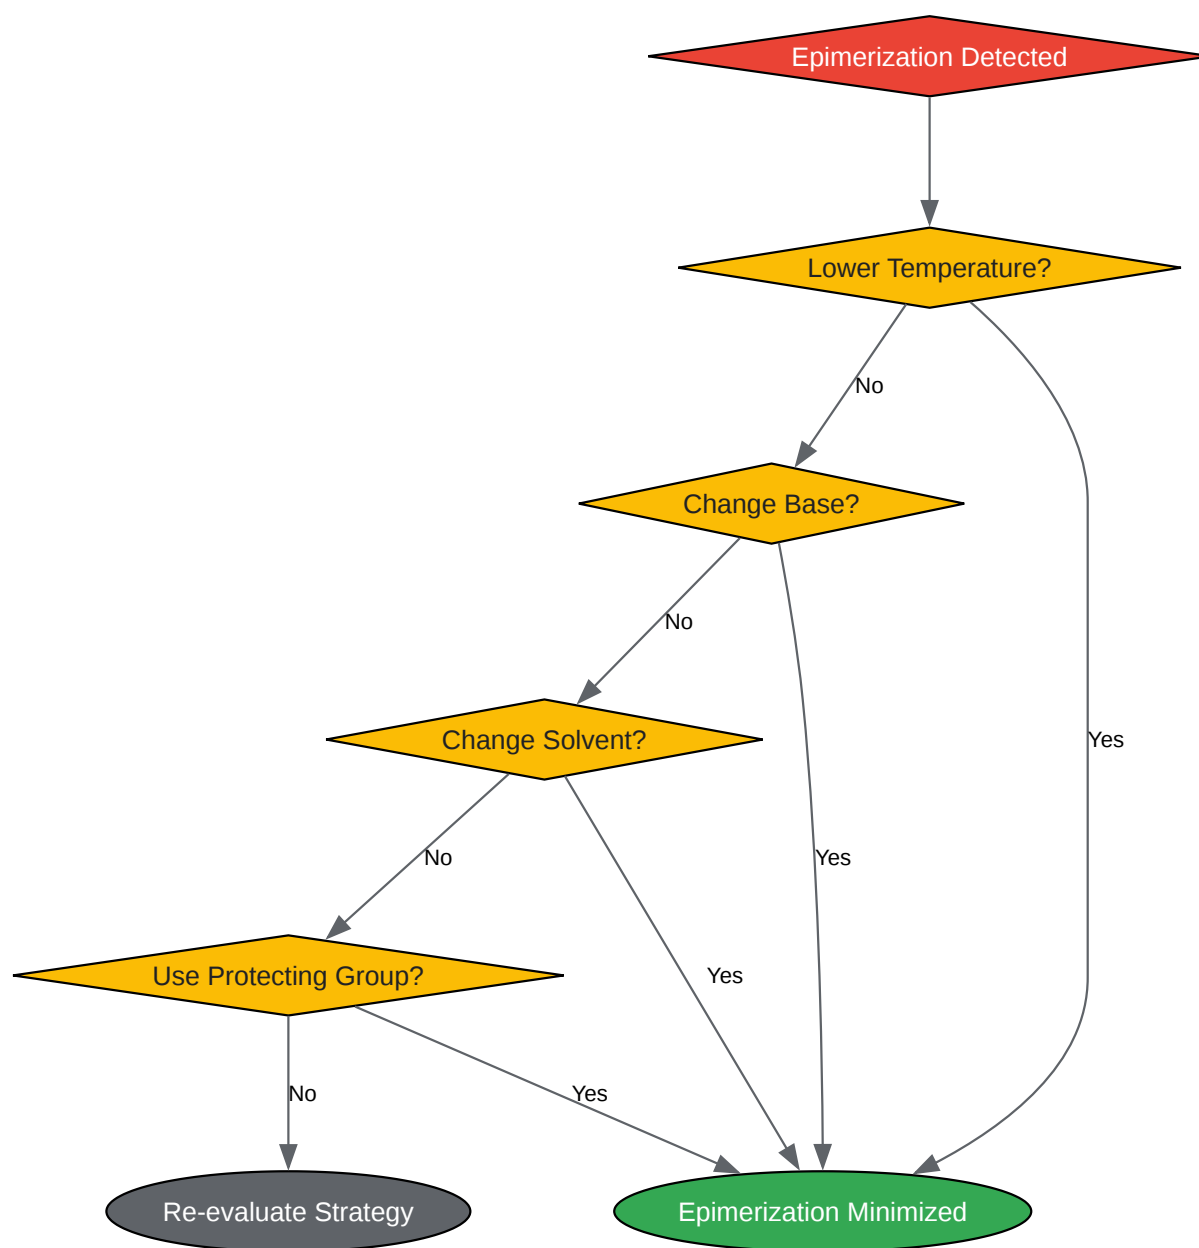 Epimerization Detected
Lower Temperature?
No
Change Base?
No
Change Solvent?
Yes
No
Yes
Use Protecting Group?
Yes
No
Yes
Re-evaluate Strategy
Epimerization Minimized